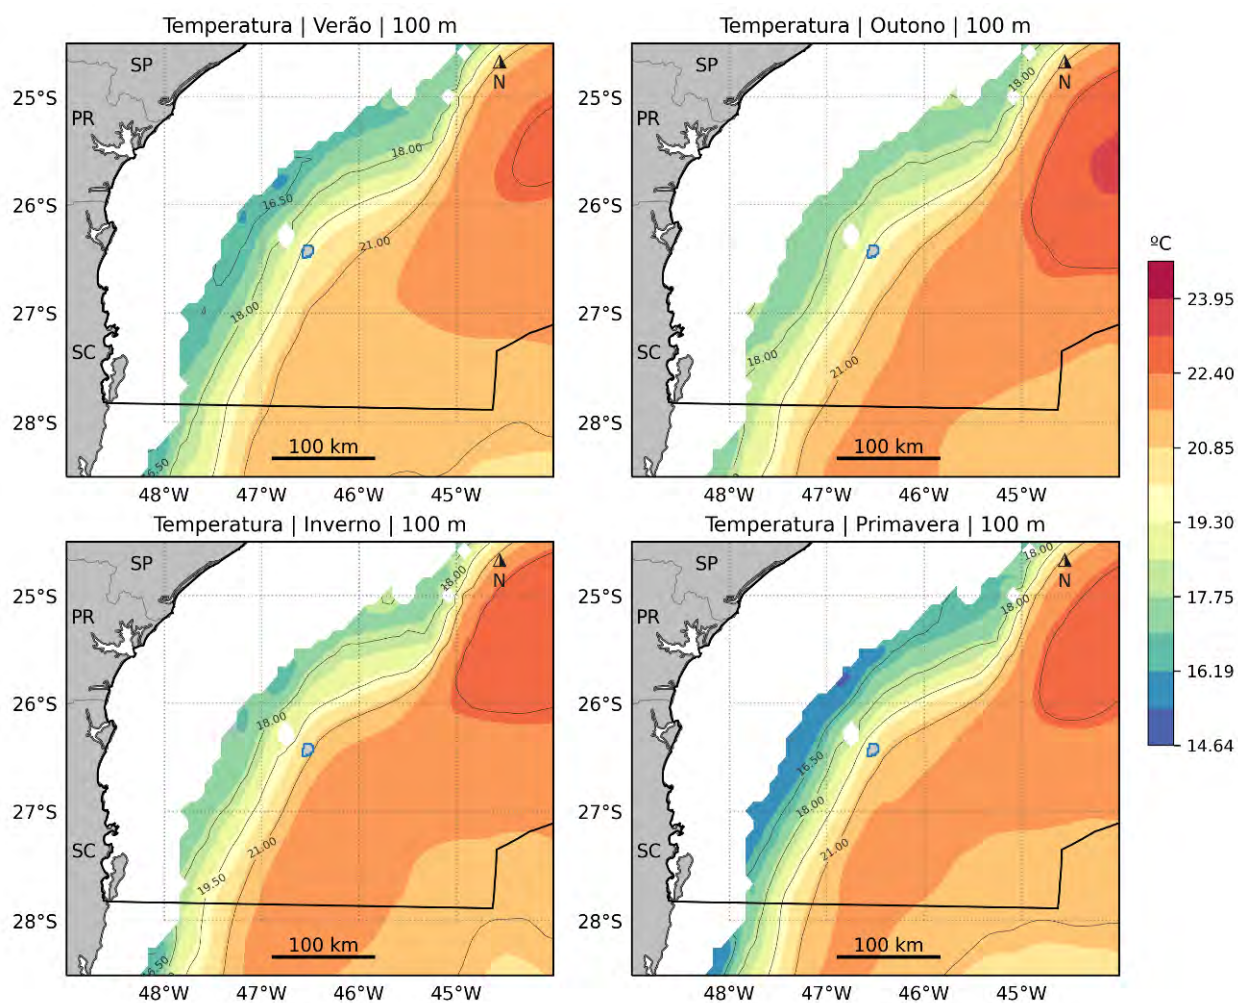 Temperatura | Verão | 100 m
SP
N
25°S
PR
18.00
26°S
16.50
21.00
27°S
18.00
SC
28°S
100 km
16.50
48°W 47°W 46°W 45°W
Temperatura | Outono | 100 m
SP
18.00
N
25°S
PR
26°S
27°S
18.00
21.00
SC
28°S
100 km
48°W 47°W 46°W 45°W
Temperatura | Inverno | 100 m
SP
18.00
N
25°S
PR
26°S
18.00
27°S
21.00
SC
19.50
28°S
100 km
16.50
48°W 47°W 46°W 45°W
Temperatura | Primavera | 100 m
18.00
SP
N
25°S
18.00
PR
26°S
16.50
27°S
18.00
21.00
SC
28°S
100 km
48°W 47°W 46°W 45°W
ºC
23.95
22.40
20.85
19.30
17.75
16.19
14.64